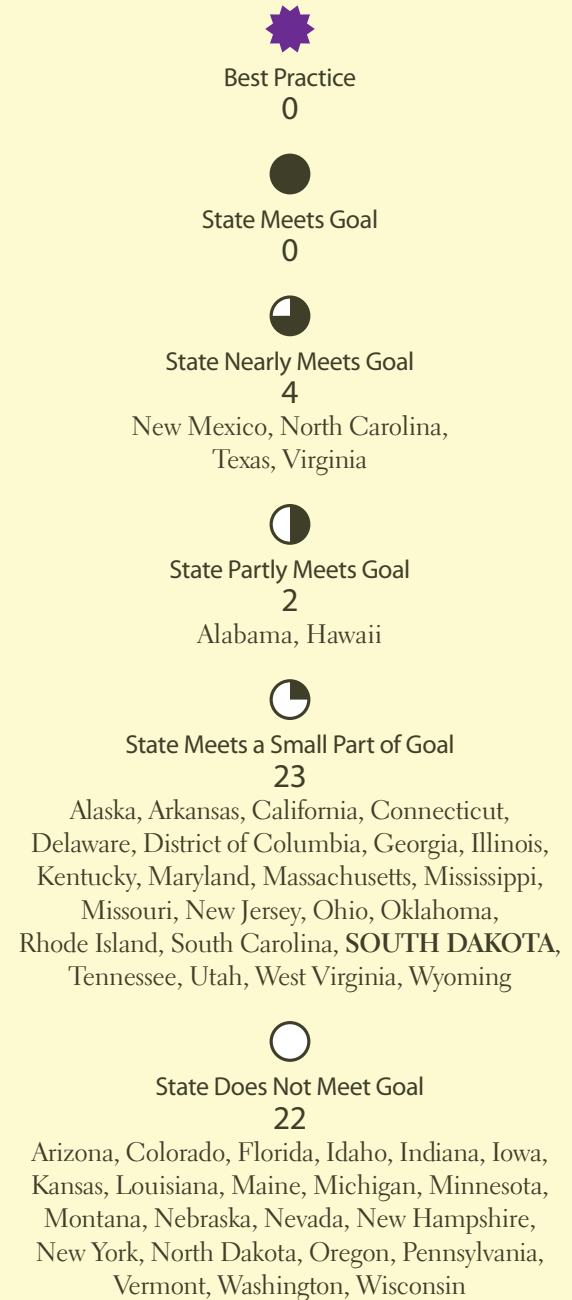 Best Practice
0
State Meets Goal
0
State Nearly Meets Goal
4
New Mexico, North Carolina,
Texas, Virginia
State Partly Meets Goal
2
Alabama, Hawaii
State Meets a Small Part of Goal
23
Alaska, Arkansas, California, Connecticut,
Delaware, District of Columbia, Georgia, Illinois,
Kentucky, Maryland, Massachusetts, Mississippi,
Missouri, New Jersey, Ohio, Oklahoma,
Rhode Island, South Carolina, SOUTH DAKOTA,
Tennessee, Utah, West Virginia, Wyoming
State Does Not Meet Goal
22
Arizona, Colorado, Florida, Idaho, Indiana, Iowa,
Kansas, Louisiana, Maine, Michigan, Minnesota,
Montana, Nebraska, Nevada, New Hampshire,
New York, North Dakota, Oregon, Pennsylvania,
Vermont, Washington, Wisconsin